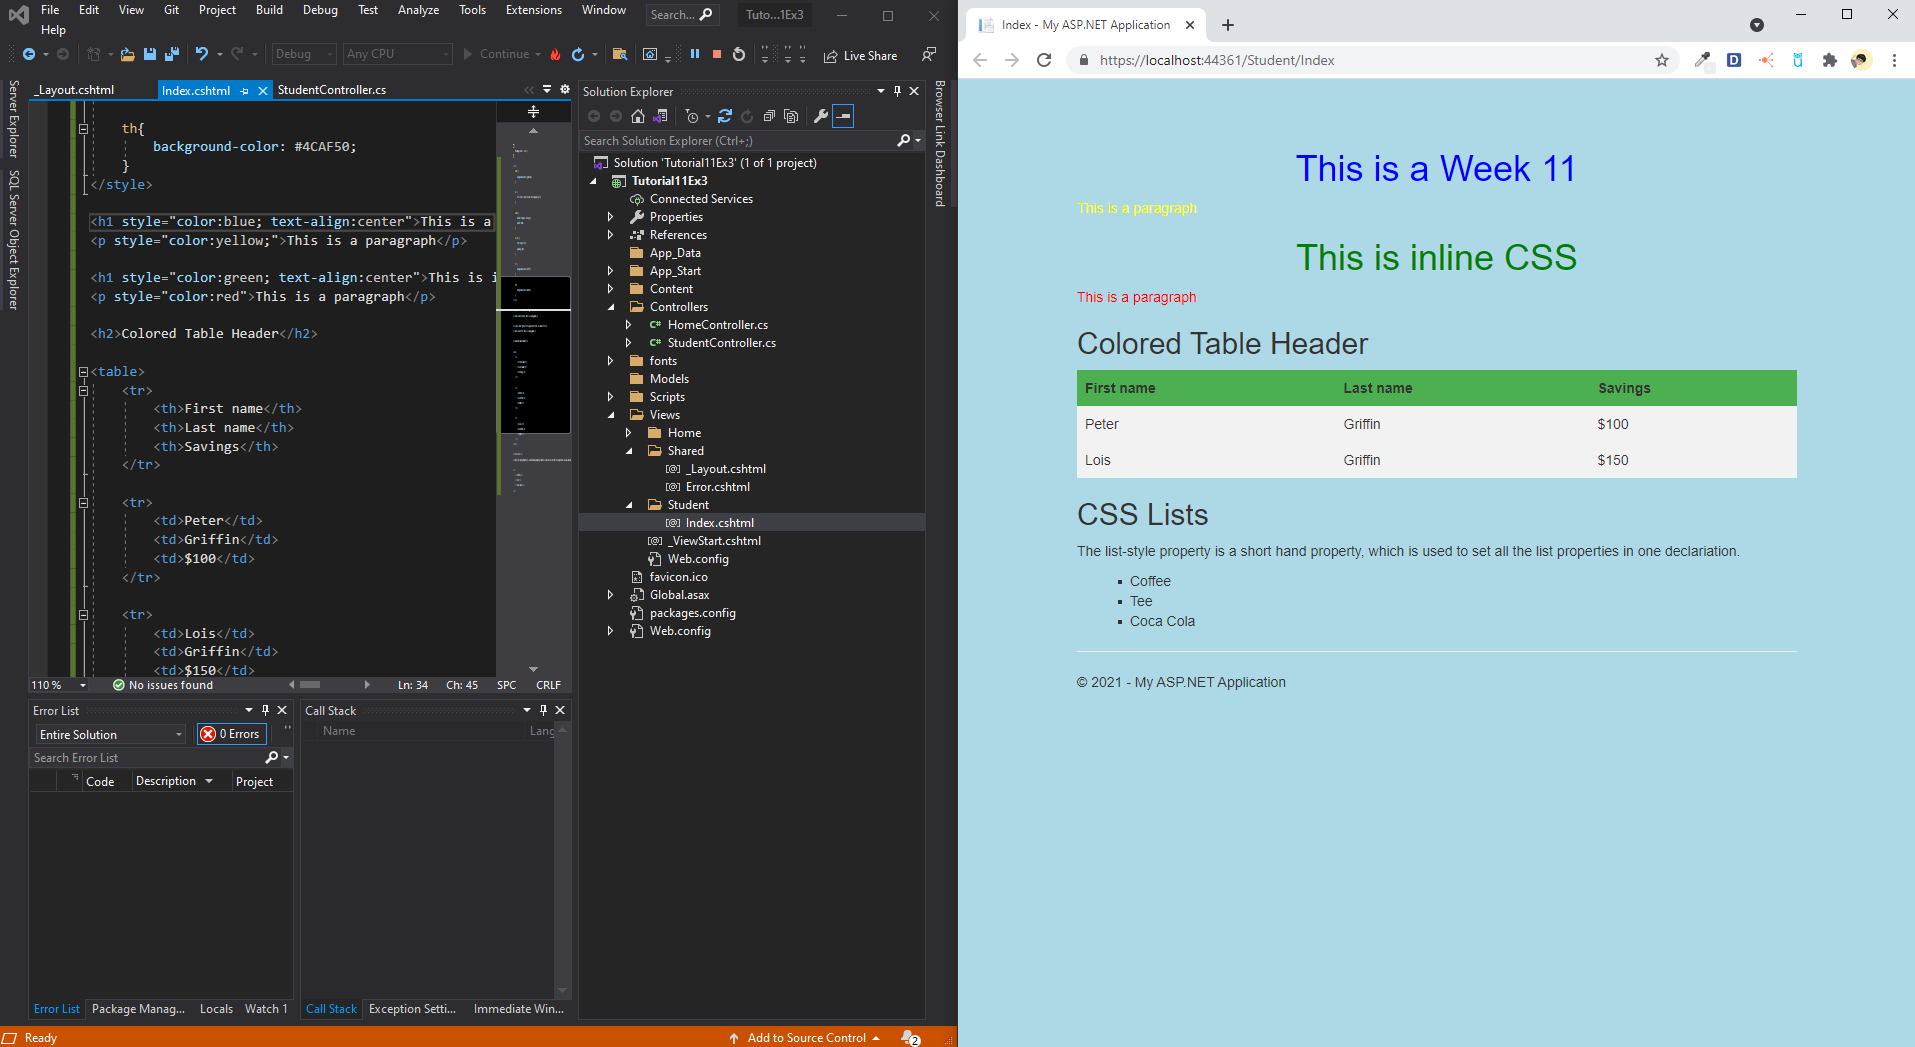 File Edit View Git Project Build Debug Test Analyze Tools Extensions Window Search... Tuto...1Ex3
Help
Debug Any CPU Continue Live Share
Server Explorer
SQL Server Object Explorer
_Layout.cshtml Index.cshtml StudentController.cs
th{
background-color: #4CAF50;
}
</style>
<h1 style="color:blue; text-align:center">This is a
<p style="color:yellow;">This is a paragraph</p>
<h1 style="color:green; text-align:center">This is i
<p style="color:red">This is a paragraph</p>
<h2>Colored Table Header</h2>
<table>
<tr>
<th>First name</th>
<th>Last name</th>
<th>Savings</th>
</tr>
<tr>
<td>Peter</td>
<td>Griffin</td>
<td>$100</td>
</tr>
<tr>
<td>Lois</td>
<td>Griffin</td>
<td>$150</td>
110 % No issues found Ln: 34 Ch: 45 SPC CRLF
Error List
Entire Solution 0 Errors
Search Error List
Code Description Project
Error List Package Manag... Locals Watch 1
Call Stack
Name Lang
Call Stack Exception Setti... Immediate Win...
Solution Explorer
Search Solution Explorer (Ctrl+;)
Solution 'Tutorial11Ex3' (1 of 1 project)
Tutorial11Ex3
Connected Services
Properties
References
App_Data
App_Start
Content
Controllers
C# HomeController.cs
C# StudentController.cs
fonts
Models
Scripts
Views
Home
Shared
[@] _Layout.cshtml
[@] Error.cshtml
Student
[@] Index.cshtml
[@] _ViewStart.cshtml
Web.config
favicon.ico
Global.asax
packages.config
Web.config
Browser Link Dashboard
Ready Add to Source Control 2
Index - My ASP.NET Application
https://localhost:44361/Student/Index
D
This is a Week 11
This is a paragraph
This is inline CSS
This is a paragraph
Colored Table Header
First name Last name Savings
Peter Griffin $100
Lois Griffin $150
CSS Lists
The list-style property is a short hand property, which is used to set all the list properties in one declariation.
Coffee
Tee
Coca Cola
© 2021 - My ASP.NET Application